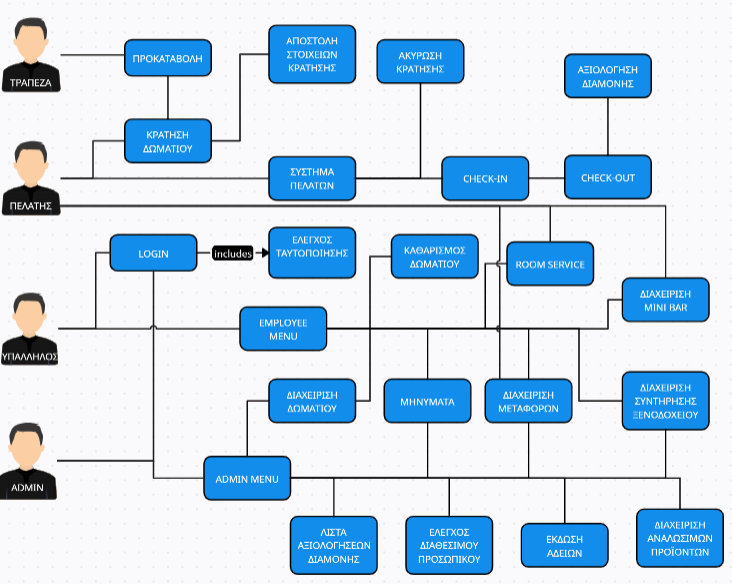 ΤΡΑΠΕΖΑ
ΠΡΟΚΑΤΑΒΟΛΗ
ΑΠΟΣΤΟΛΗ
ΣΤΟΙΧΕΙΩΝ
ΚΡΑΤΗΣΗΣ
ΑΚΥΡΩΣΗ
ΚΡΑΤΗΣΗΣ
ΑΞΙΟΛΟΓΗΣΗ
ΔΙΑΜΟΝΗΣ
ΚΡΑΤΗΣΗ
ΔΩΜΑΤΙΟΥ
ΠΕΛΑΤΗΣ
ΣΥΣΤΗΜΑ
ΠΕΛΑΤΩΝ
CHECK-IN
CHECK-OUT
LOGIN
includes
ΕΛΕΓΧΟΣ
ΤΑΥΤΟΠΟΙΗΣΗΣ
ΚΑΘΑΡΙΣΜΟΣ
ΔΩΜΑΤΙΟΥ
ROOM SERVICE
ΔΙΑΧΕΙΡΙΣΗ
MINI BAR
ΥΠΑΛΛΗΛΟΣ
EMPLOYEE
MENU
ΔΙΑΧΕΙΡΙΣΗ
ΔΩΜΑΤΙΟΥ
ΜΗΝΥΜΑΤΑ
ΔΙΑΧΕΙΡΙΣΗ
ΜΕΤΑΦΟΡΩΝ
ΔΙΑΧΕΙΡΙΣΗ
ΣΥΝΤΗΡΗΣΗΣ
ΞΕΝΟΔΟΧΕΙΟΥ
ADMIN
ADMIN MENU
ΛΙΣΤΑ
ΑΞΙΟΛΟΓΗΣΕΩΝ
ΔΙΑΜΟΝΗΣ
ΕΛΕΓΧΟΣ
ΔΙΑΘΕΣΙΜΟΥ
ΠΡΟΣΩΠΙΚΟΥ
ΕΚΔΩΣΗ
ΑΔΕΙΩΝ
ΔΙΑΧΕΙΡΙΣΗ
ΑΝΑΛΩΣΙΜΩΝ
ΠΡΟΪΟΝΤΩΝ